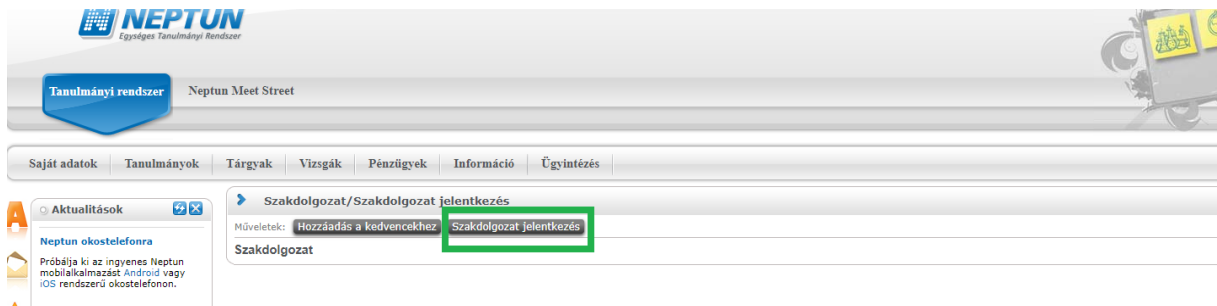 NEPTUN
Egységes Tanulmányi Rendszer
Tanulmányi rendszer Neptun Meet Street
Saját adatok Tanulmányok Tárgyak Vizsgák Pénzügyek Információ Ügyintézés
Szakdolgozat/Szakdolgozat jelentkezés
Aktualitások
Műveletek: Hozzáadás a kedvencekhez Szakdolgozat jelentkezés
Szakdolgozat
Neptun okostelefonra
Próbálja ki az ingyenes Neptun
mobilalkalmazást Android vagy
iOS rendszerű okostelefonon.